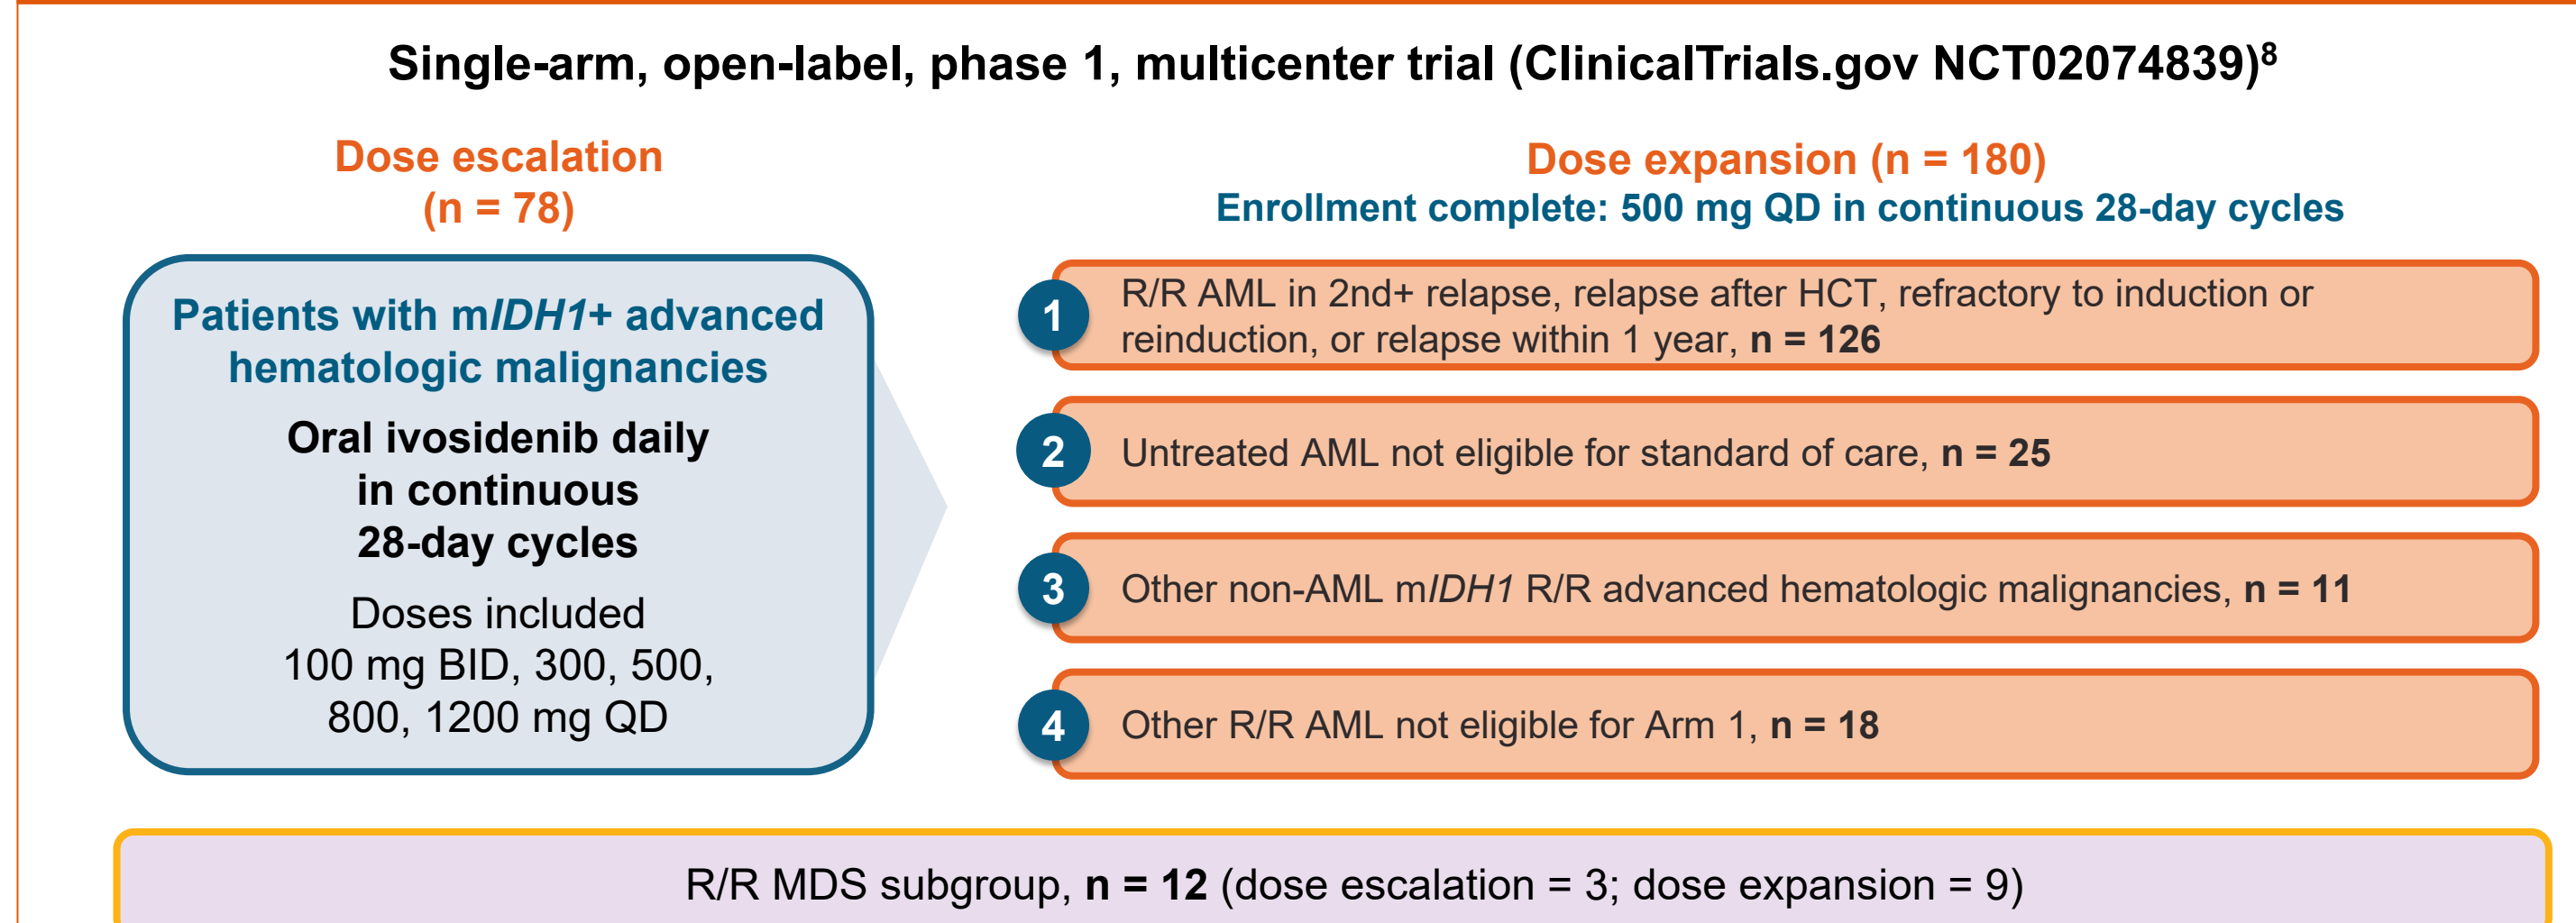 Single-arm, open-label, phase 1, multicenter trial (ClinicalTrials.gov NCT02074839)⁸
Dose escalation
(n = 78)
Patients with mIDH1+ advanced
hematologic malignancies
Oral ivosidenib daily
in continuous
28-day cycles
Doses included
100 mg BID, 300, 500,
800, 1200 mg QD
Dose expansion (n = 180)
Enrollment complete: 500 mg QD in continuous 28-day cycles
1
R/R AML in 2nd+ relapse, relapse after HCT, refractory to induction or
reinduction, or relapse within 1 year, n = 126
2
Untreated AML not eligible for standard of care, n = 25
3
Other non-AML mIDH1 R/R advanced hematologic malignancies, n = 11
4
Other R/R AML not eligible for Arm 1, n = 18
R/R MDS subgroup, n = 12 (dose escalation = 3; dose expansion = 9)